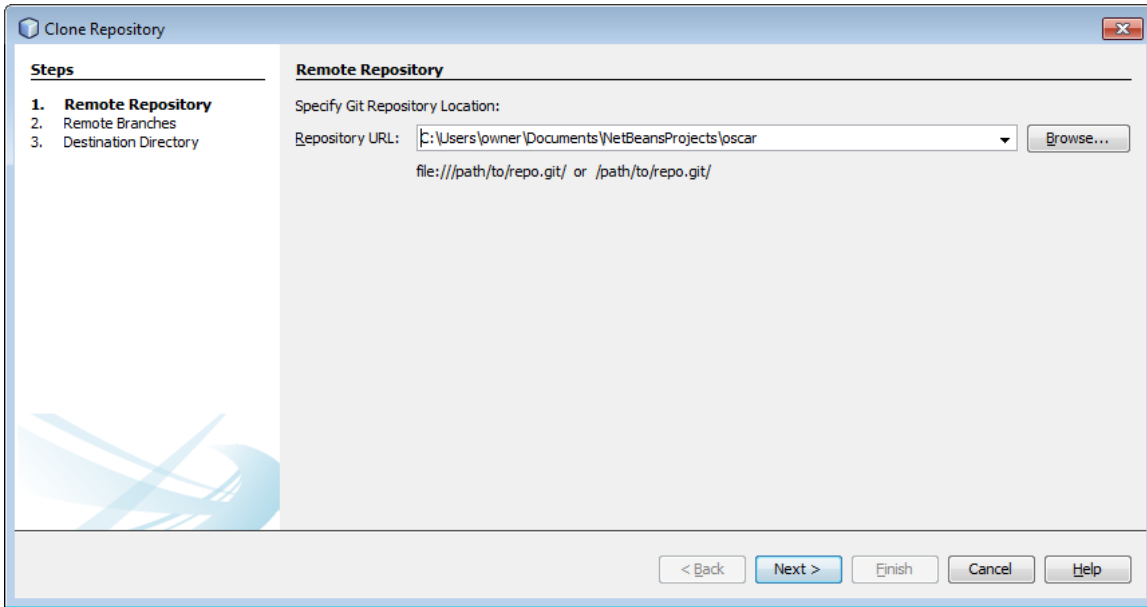 Clone Repository
Steps
1. Remote Repository
2. Remote Branches
3. Destination Directory
Remote Repository
Specify Git Repository Location:
Repository URL: C:\Users\owner\Documents\NetBeansProjects\oscar Browse...
file:///path/to/repo.git/ or /path/to/repo.git/
< Back Next > Finish Cancel Help